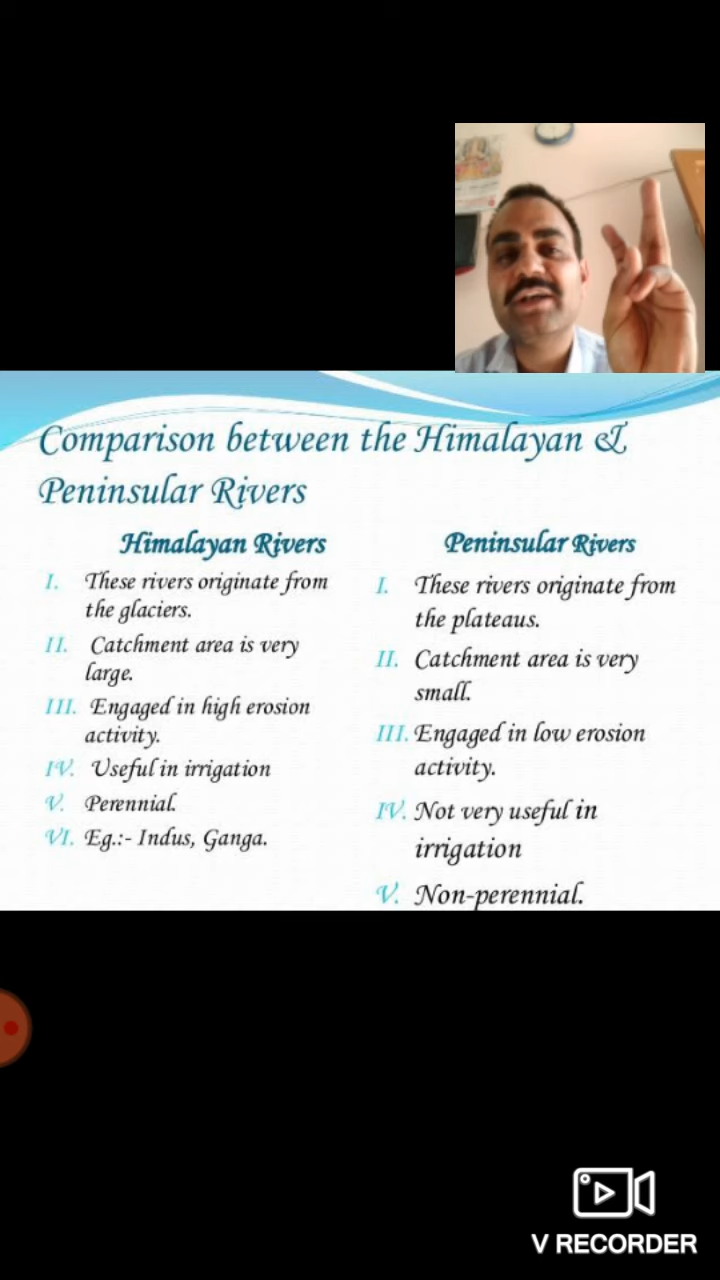 Comparison between the Himalayan &
Peninsular Rivers
Himalayan Rivers
I. These rivers originate from
the glaciers.
II. Catchment area is very
large.
III. Engaged in high erosion
activity.
IV. Useful in irrigation
V. Perennial.
VI. Eg.:- Indus, Ganga.
Peninsular Rivers
I. These rivers originate from
the plateaus.
II. Catchment area is very
small.
III. Engaged in low erosion
activity.
IV. Not very useful in
irrigation
V. Non-perennial.
V RECORDER